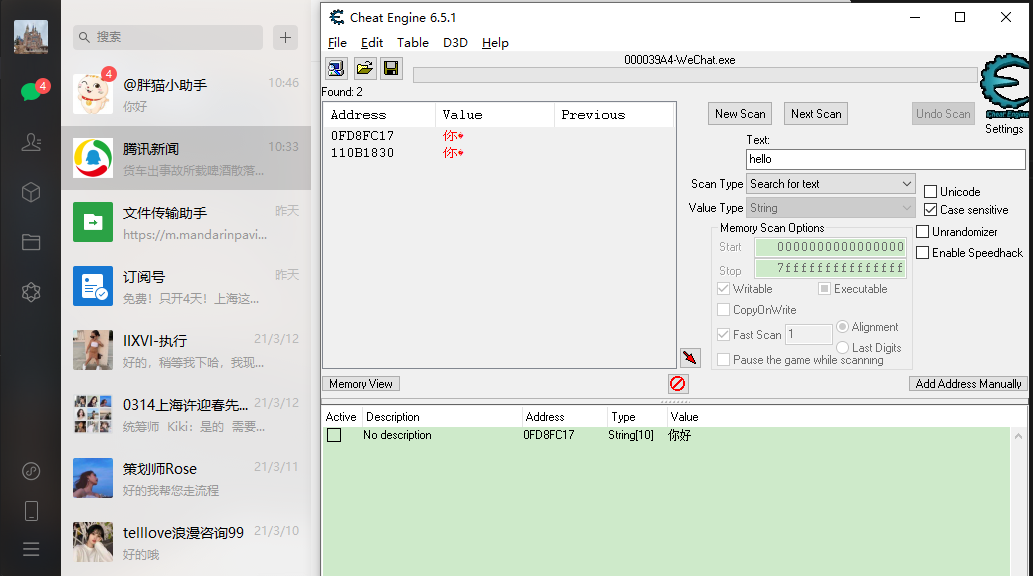 搜索
4
4
@胖猫小助手
10:46
你好
腾讯新闻
10:33
货车出事故所载啤酒散落...
文件传输助手
昨天
https://m.mandarinpavi...
订阅号
昨天
免费！只开4天！上海这...
IIXVI-执行
21/3/12
好的，稍等我下哈，我现...
0314上海许迎春先...
21/3/12
统筹师 Kiki：是的 需要...
策划师Rose
21/3/11
好的我帮您走流程
telllove浪漫咨询99
21/3/10
好的哦
Cheat Engine 6.5.1
File Edit Table D3D Help
000039A4-WeChat.exe
Found: 2
Address Value Previous
0FD8FC17 你
110B1830 你
New Scan Next Scan Undo Scan
Cheat Engine
Settings
Text:
hello
Scan Type Search for text
Value Type String
Unicode
Case sensitive
Unrandomizer
Enable Speedhack
Memory Scan Options
Start 0000000000000000
Stop 7fffffffffffffff
Writable Executable
CopyOnWrite
Fast Scan 1 Alignment
Last Digits
Pause the game while scanning
Memory View
Add Address Manually
Active Description Address Type Value
No description 0FD8FC17 String[10] 你好